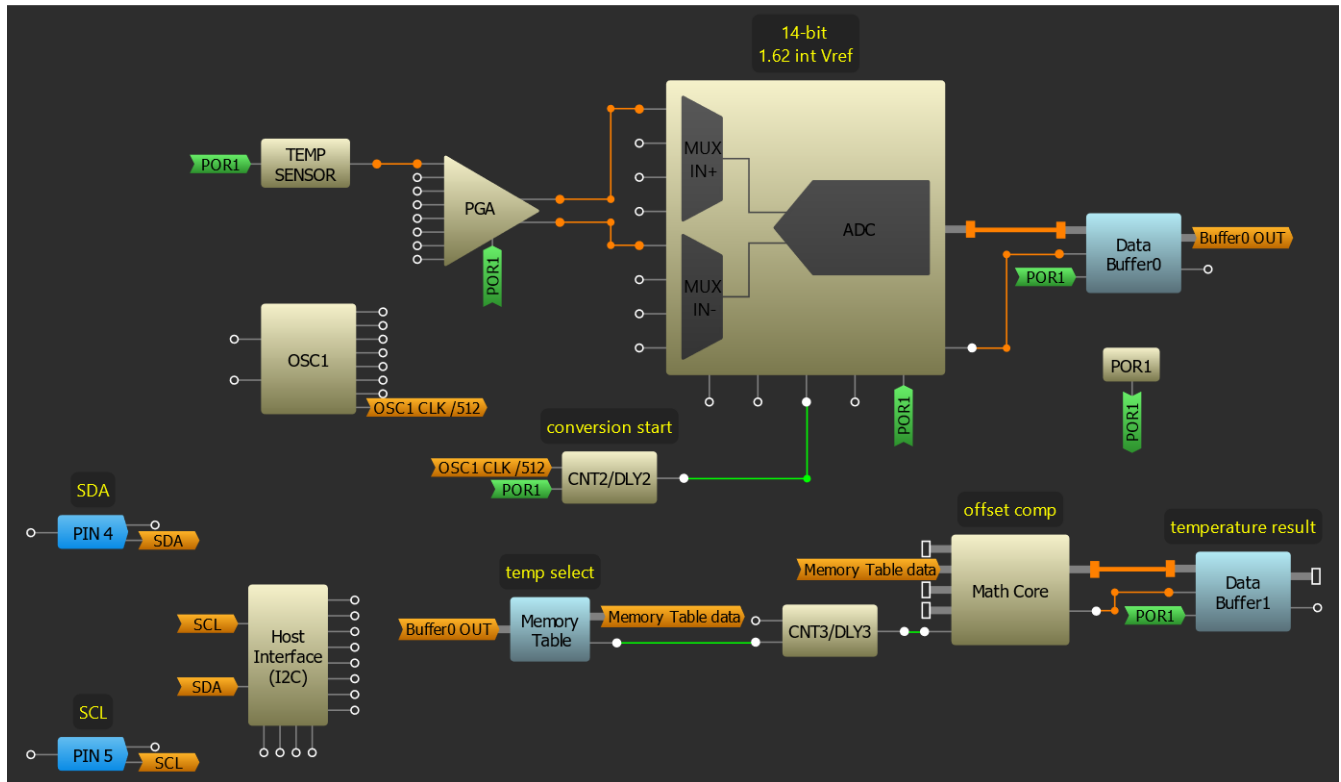 14-bit
1.62 int Vref
POR1
TEMP
SENSOR
PGA
POR1
MUX
IN+
MUX
IN-
ADC
Data
Buffer0
Buffer0 OUT
POR1
POR1
POR1
POR1
OSC1
OSC1 CLK /512
conversion start
OSC1 CLK /512
POR1
CNT2/DLY2
SDA
PIN 4
SDA
offset comp
temperature result
temp select
Memory Table data
Math Core
Data
Buffer1
POR1
Buffer0 OUT
Memory
Table
Memory Table data
CNT3/DLY3
SCL
SDA
Host
Interface
(I2C)
SCL
PIN 5
SCL